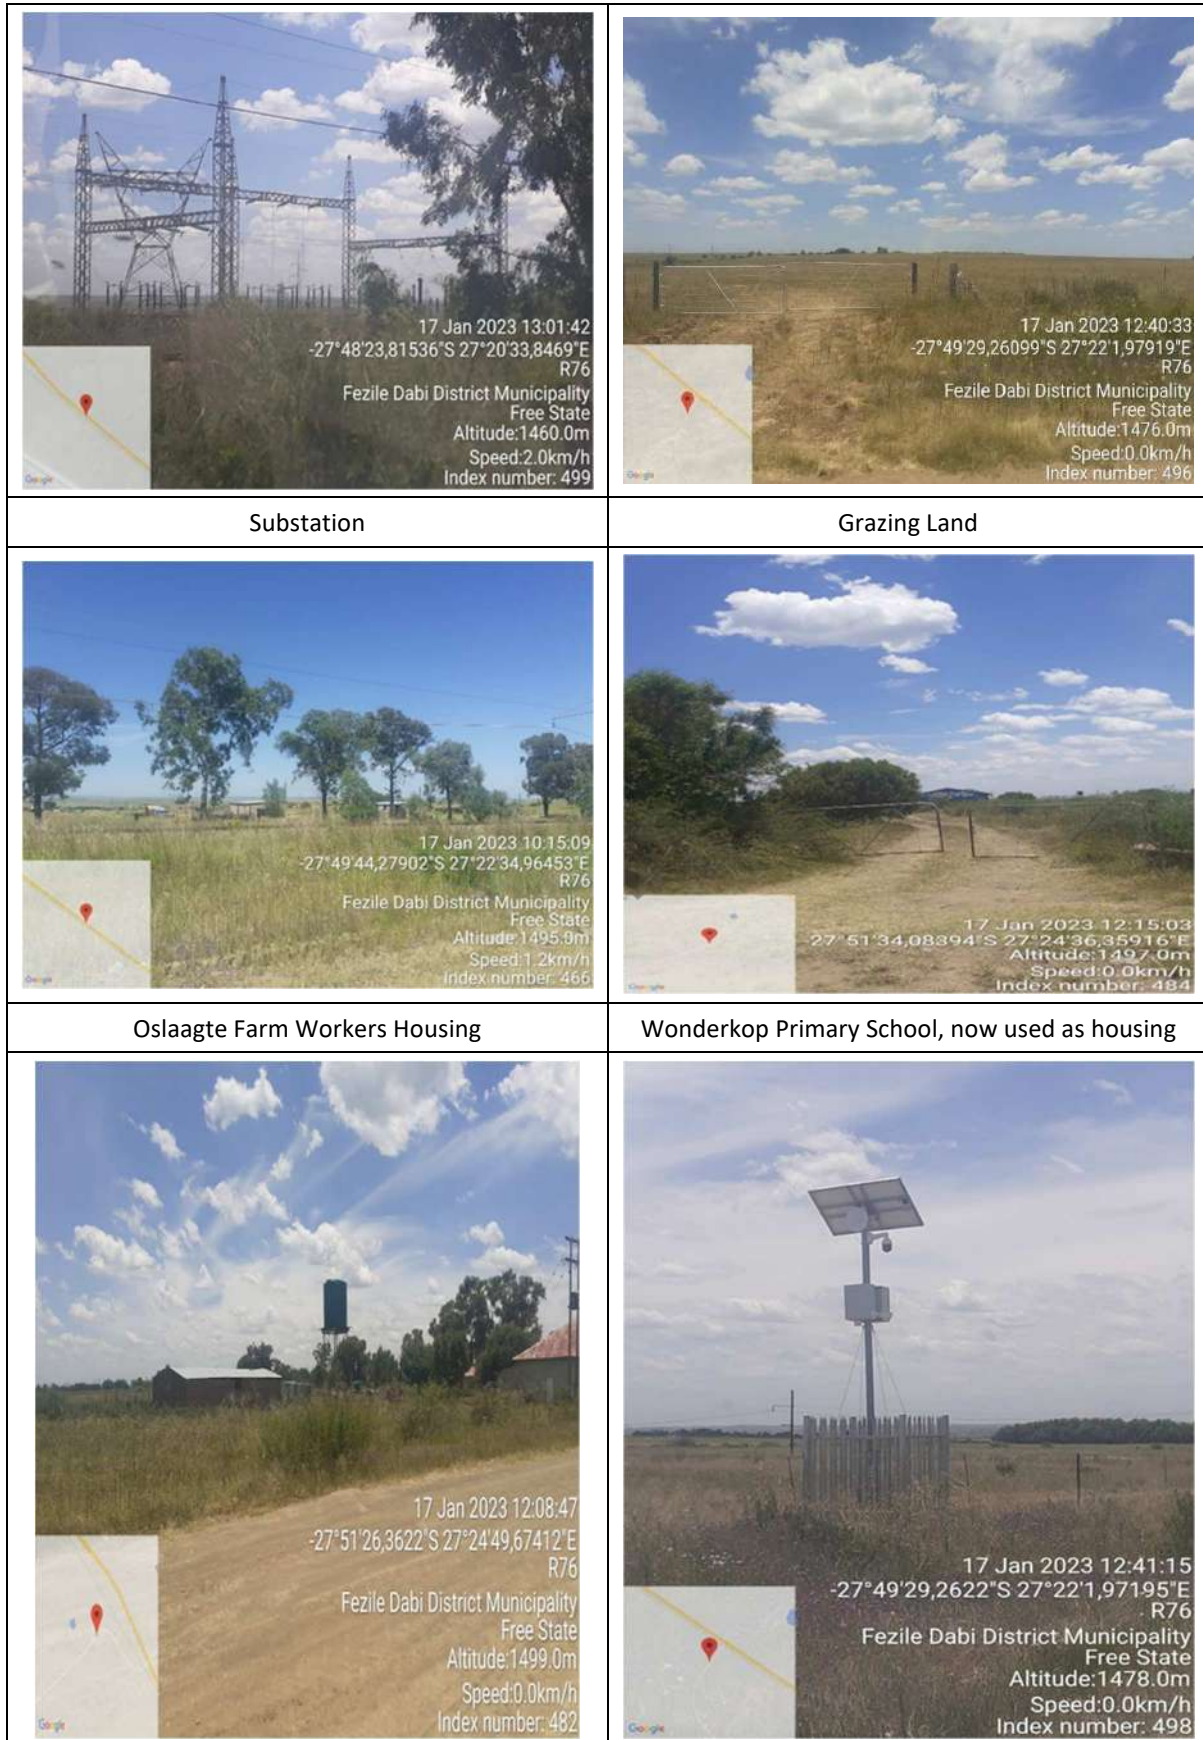 17 Jan 2023 13:01:42
-27°48'23,81536"S 27°20'33,8469"E
R76
Fezile Dabi District Municipality
Free State
Altitude:1460.0m
Speed:2.0km/h
Index number: 499
Google
17 Jan 2023 12:40:33
-27°49'29,26099"S 27°22'1,97919"E
R76
Fezile Dabi District Municipality
Free State
Altitude:1476.0m
Speed:0.0km/h
Index number: 496
Google
Substation
Grazing Land
17 Jan 2023 10:15:09
-27°49'44,27902"S 27°22'34,96453"E
R76
Fezile Dabi District Municipality
Free State
Altitude:1495.0m
Speed:1.2km/h
Index number: 466
Google
17 Jan 2023 12:15:03
27°51'34,08394"S 27°24'36,35916"E
Altitude:1497.0m
Speed:0.0km/h
Index number: 484
Google
Oslaagte Farm Workers Housing
Wonderkop Primary School, now used as housing
17 Jan 2023 12:08:47
-27°51'26,3622"S 27°24'49,67412"E
R76
Fezile Dabi District Municipality
Free State
Altitude:1499.0m
Speed:0.0km/h
Index number: 482
Google
17 Jan 2023 12:41:15
-27°49'29,2622"S 27°22'1,97195"E
R76
Fezile Dabi District Municipality
Free State
Altitude:1478.0m
Speed:0.0km/h
Index number: 498
Google